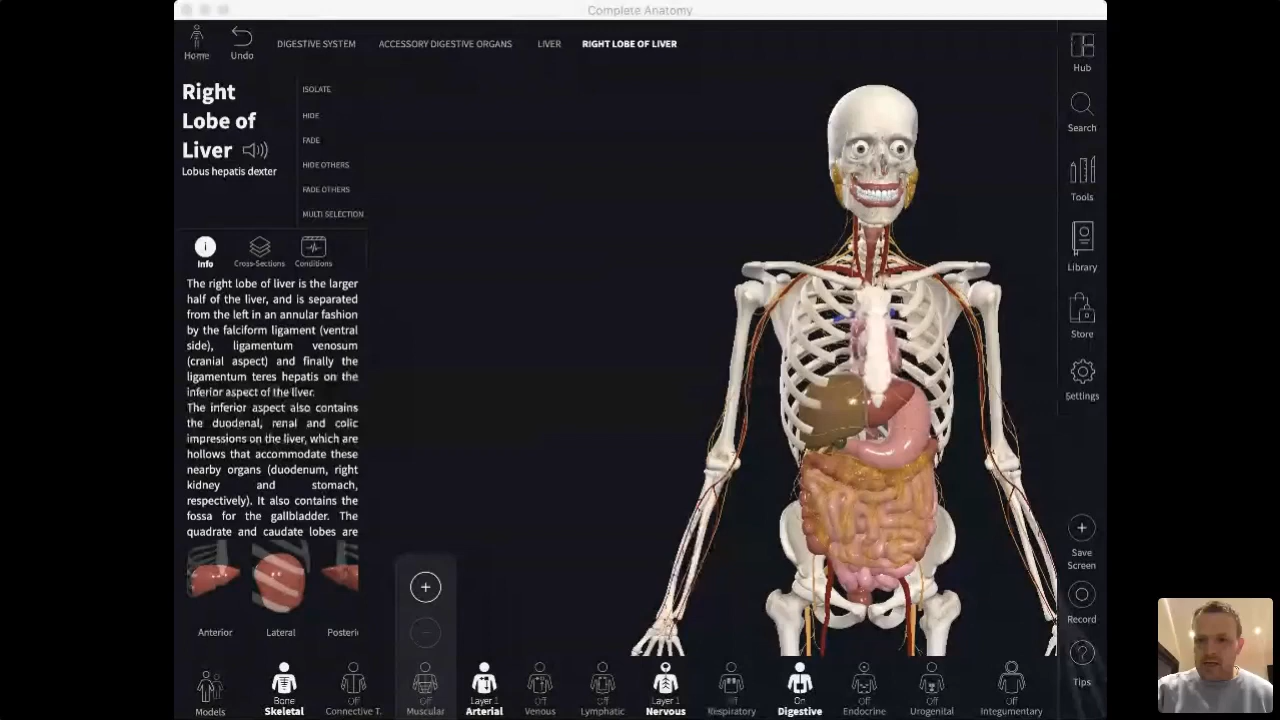 Complete Anatomy
Home
Undo
DIGESTIVE SYSTEM
ACCESSORY DIGESTIVE ORGANS
LIVER
RIGHT LOBE OF LIVER
Right
Lobe of
Liver
Lobus hepatis dexter
ISOLATE
HIDE
FADE
HIDE OTHERS
FADE OTHERS
MULTI SELECTION
Info
Cross-Sections
Conditions
The right lobe of liver is the larger
half of the liver, and is separated
from the left in an annular fashion
by the falciform ligament (ventral
side), ligamentum venosum
(cranial aspect) and finally the
ligamentum teres hepatis on the
inferior aspect of the liver.
The inferior aspect also contains
the duodenal, renal and colic
impressions on the liver, which are
hollows that accommodate these
nearby organs (duodenum, right
kidney and stomach,
respectively). It also contains the
fossa for the gallbladder. The
quadrate and caudate lobes are
Anterior
Lateral
Posteri
Hub
Search
Tools
Library
Store
Settings
Save
Screen
Record
Tips
Models
Bone
Skeletal
Off
Connective T.
Off
Muscular
Layer 1
Arterial
Off
Venous
Off
Lymphatic
Layer 1
Nervous
Off
Respiratory
On
Digestive
Off
Endocrine
Off
Urogenital
Off
Integumentary